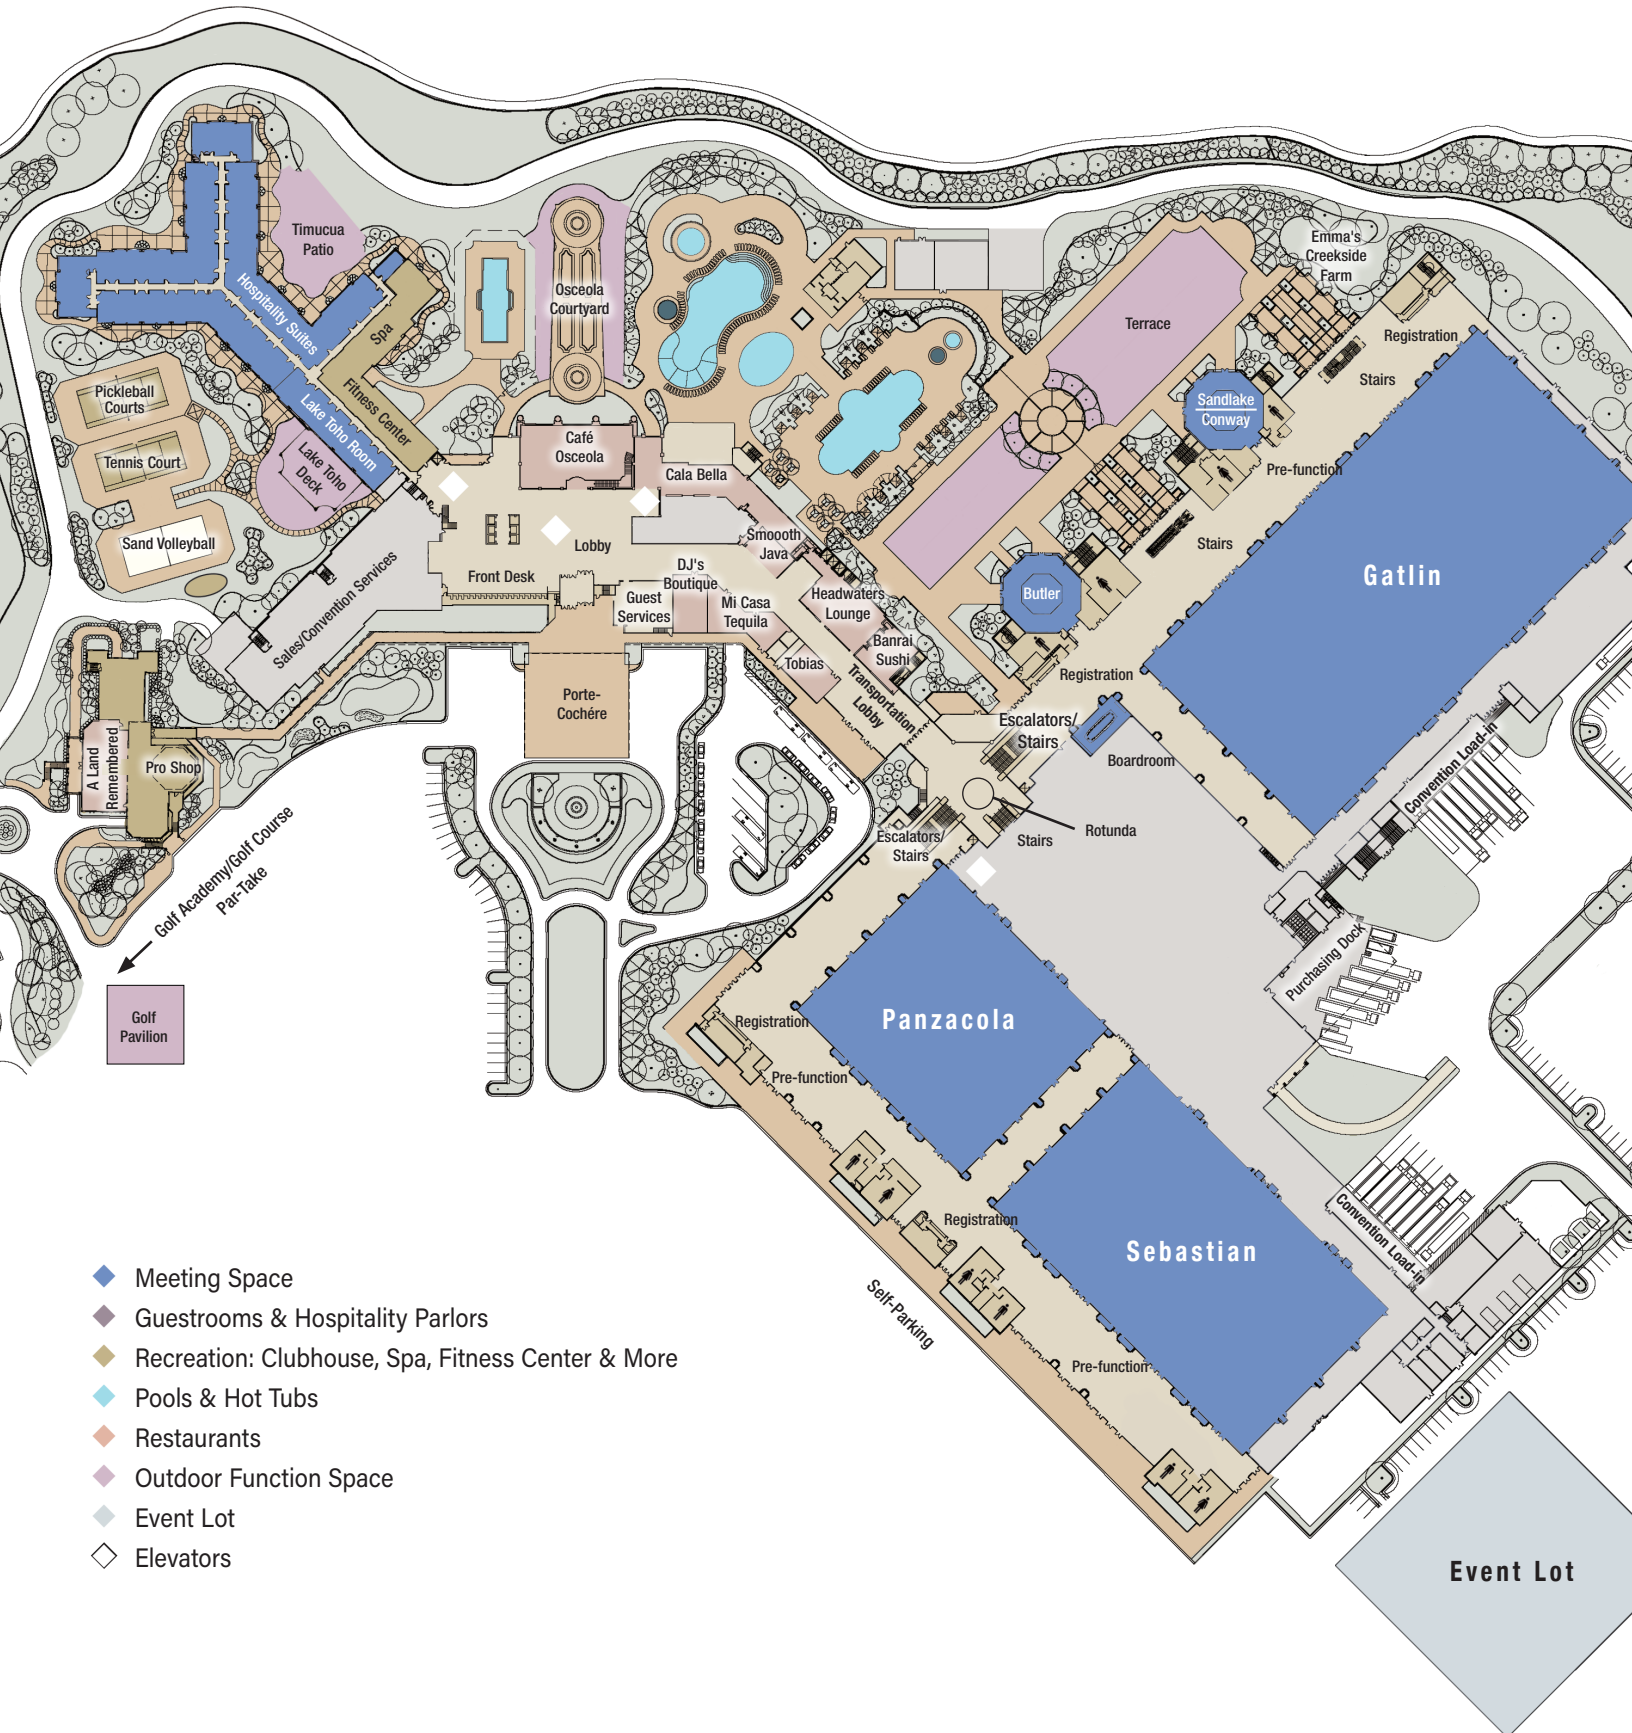 Timucua
Patio
Hospitality Suites
Spa
Fitness Center
Lake Toho Room
Lake Toho
Deck
Pickleball
Courts
Tennis Court
Sand Volleyball
Osceola
Courtyard
Café
Osceola
Cala Bella
Smoooth
Java
Lobby
Front Desk
DJ's
Boutique
Guest
Services
Mi Casa
Tequila
Headwaters
Lounge
Banrai
Sushi
Tobias
Transportation
Lobby
Sales/Convention Services
Porte-
Cochére
A Land
Remembered
Pro Shop
Golf Academy/Golf Course
Par-Take
Golf
Pavilion
Terrace
Emma's
Creekside
Farm
Registration
Stairs
Sandlake
Conway
Pre-function
Stairs
Butler
Gatlin
Registration
Escalators/
Stairs
Boardroom
Rotunda
Stairs
Escalators/
Stairs
Convention Load-in
Purchasing Dock
Panzacola
Registration
Pre-function
Registration
Sebastian
Convention Load-in
Self-Parking
Pre-function
Event Lot
Meeting Space
Guestrooms & Hospitality Parlors
Recreation: Clubhouse, Spa, Fitness Center & More
Pools & Hot Tubs
Restaurants
Outdoor Function Space
Event Lot
Elevators